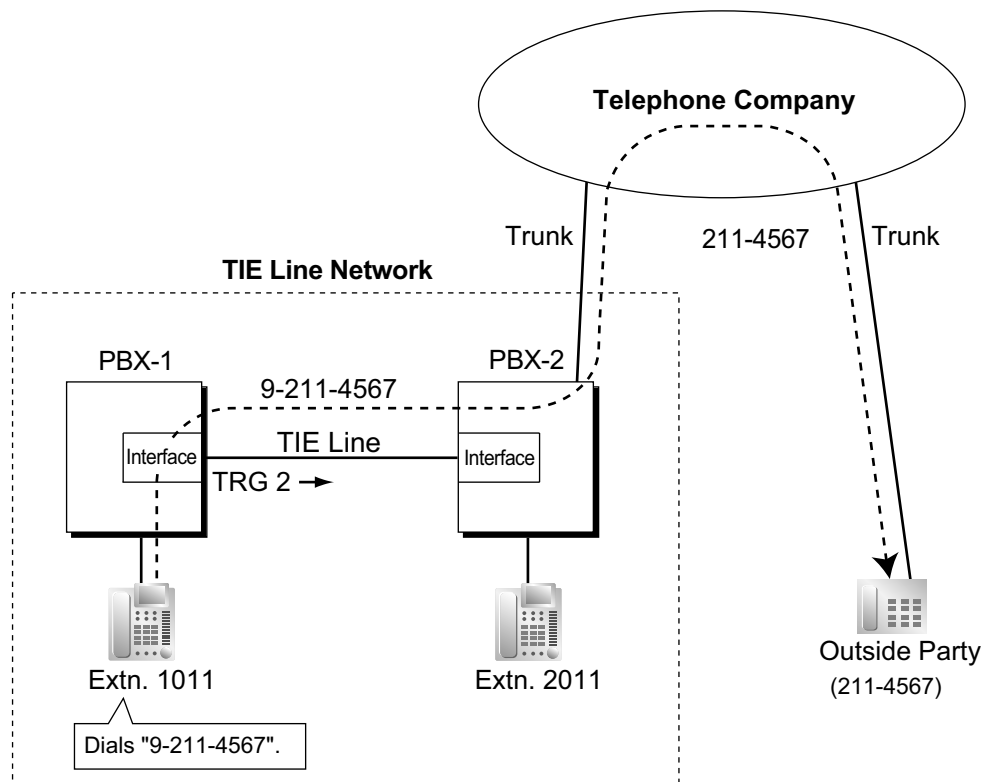 Telephone Company
Trunk
211-4567
Trunk
TIE Line Network
PBX-1
PBX-2
9-211-4567
Interface
TIE Line
Interface
TRG 2
Extn. 1011
Extn. 2011
Outside Party
(211-4567)
Dials "9-211-4567".